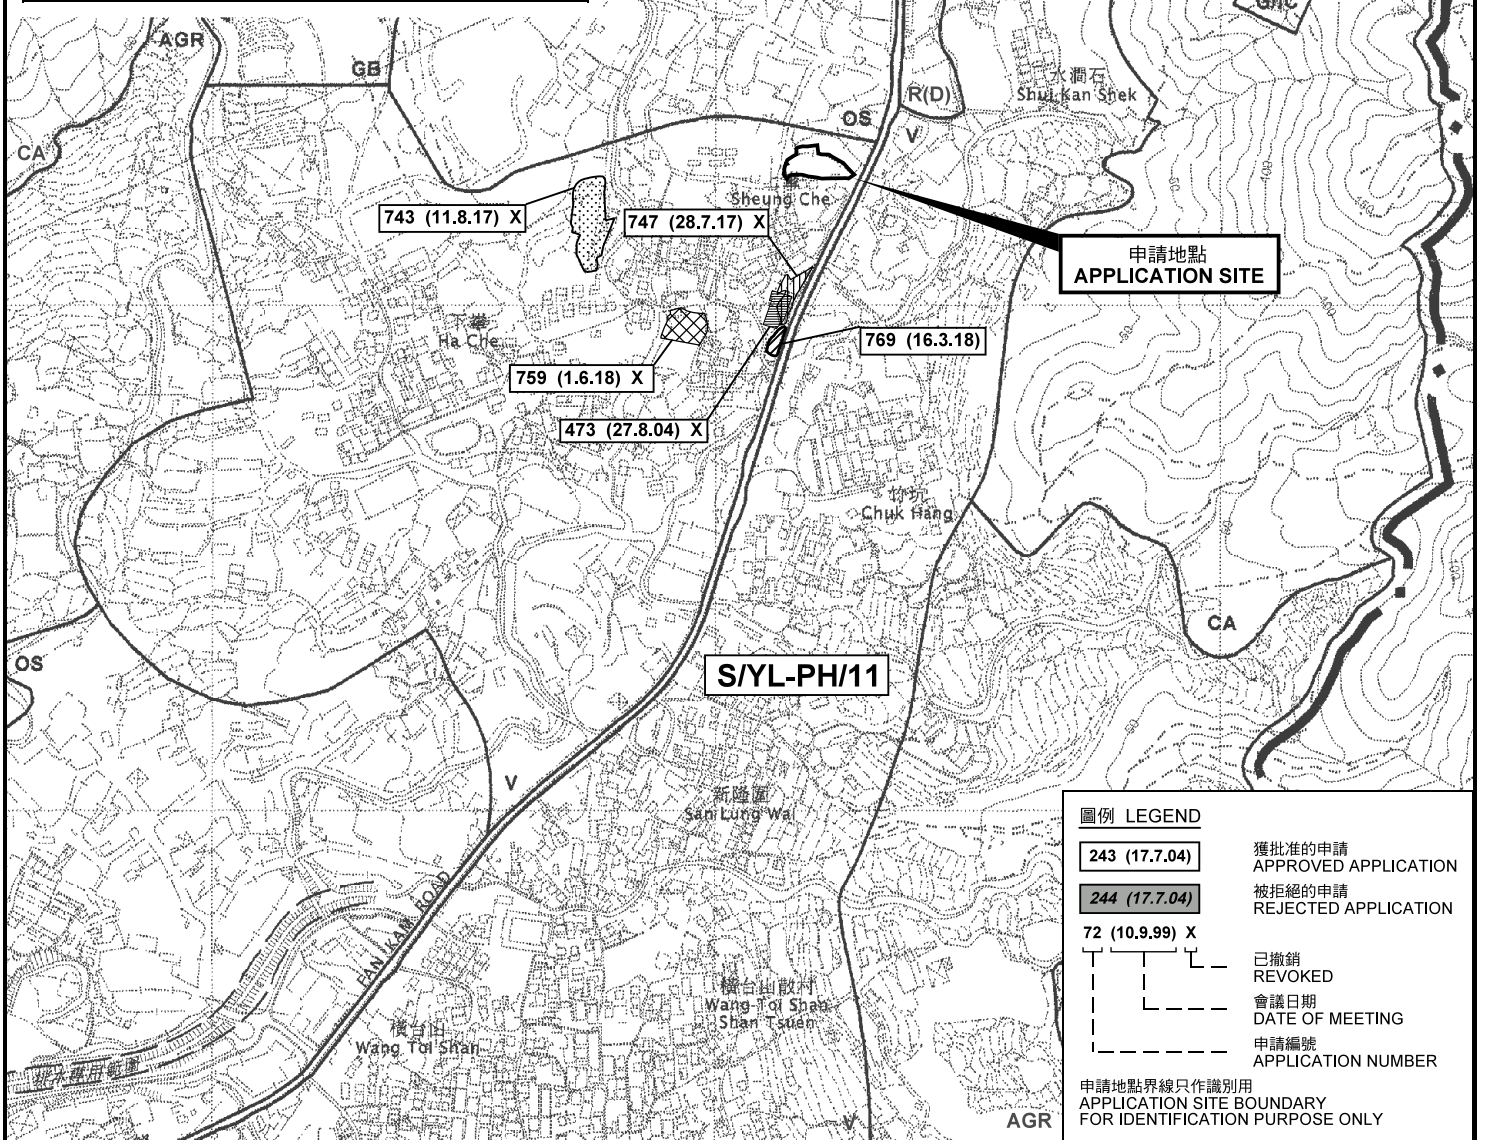 AGR
GB
CA
R(D)
OS
V
水澗石
Shui Kan Shek
Sheung Che
743 (11.8.17) X
747 (28.7.17) X
申請地點
APPLICATION SITE
下輋
Ha Che
769 (16.3.18)
759 (1.6.18) X
473 (27.8.04) X
竹坑
Chuk Hang
CA
OS
S/YL-PH/11
V
新隆圍
San Lung Wai
FAN KAM ROAD
橫台山散村
Wang Toi Shan
Shan Tsuen
橫台山
Wang Toi Shan
排水專用範圍
V
AGR
圖例 LEGEND
243 (17.7.04)
獲批准的申請
APPROVED APPLICATION
244 (17.7.04)
被拒絕的申請
REJECTED APPLICATION
72 (10.9.99) X
已撤銷
REVOKED
會議日期
DATE OF MEETING
申請編號
APPLICATION NUMBER
申請地點界線只作識別用
APPLICATION SITE BOUNDARY
FOR IDENTIFICATION PURPOSE ONLY